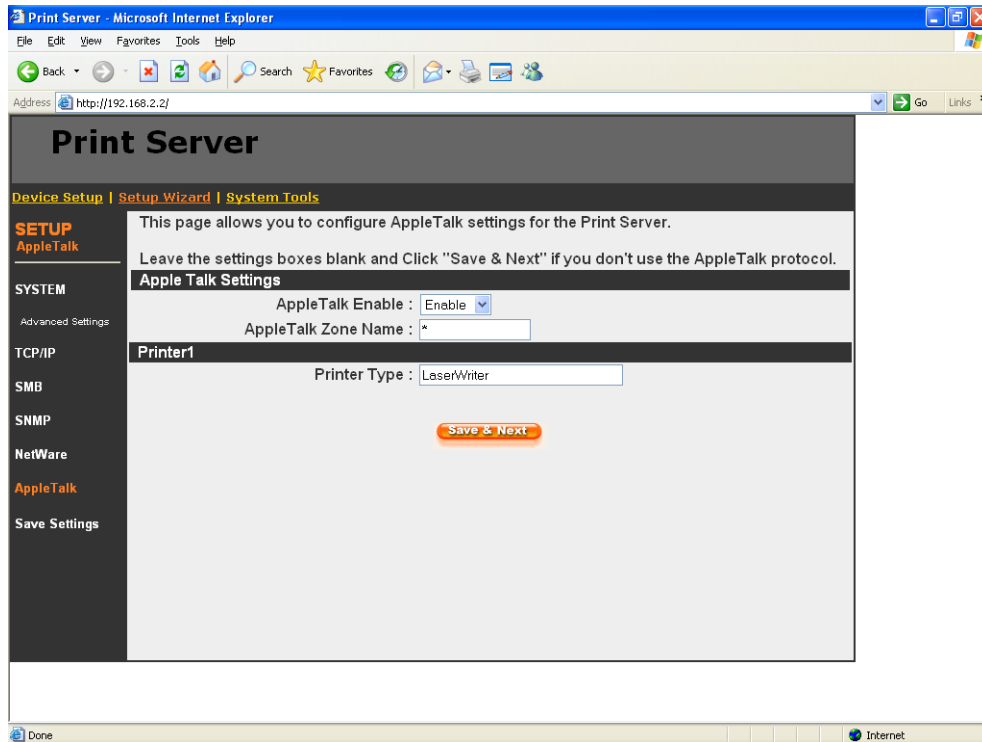 Print Server - Microsoft Internet Explorer
File Edit View Favorites Tools Help
Back Search Favorites
Address http://192.168.2.2/ Go Links
Print Server
Device Setup | Setup Wizard | System Tools
SETUP
AppleTalk
SYSTEM
Advanced Settings
TCP/IP
SMB
SNMP
NetWare
AppleTalk
Save Settings
This page allows you to configure AppleTalk settings for the Print Server.
Leave the settings boxes blank and Click "Save & Next" if you don't use the AppleTalk protocol.
Apple Talk Settings
AppleTalk Enable : Enable
AppleTalk Zone Name : *
Printer1
Printer Type : LaserWriter
Save & Next
Done Internet